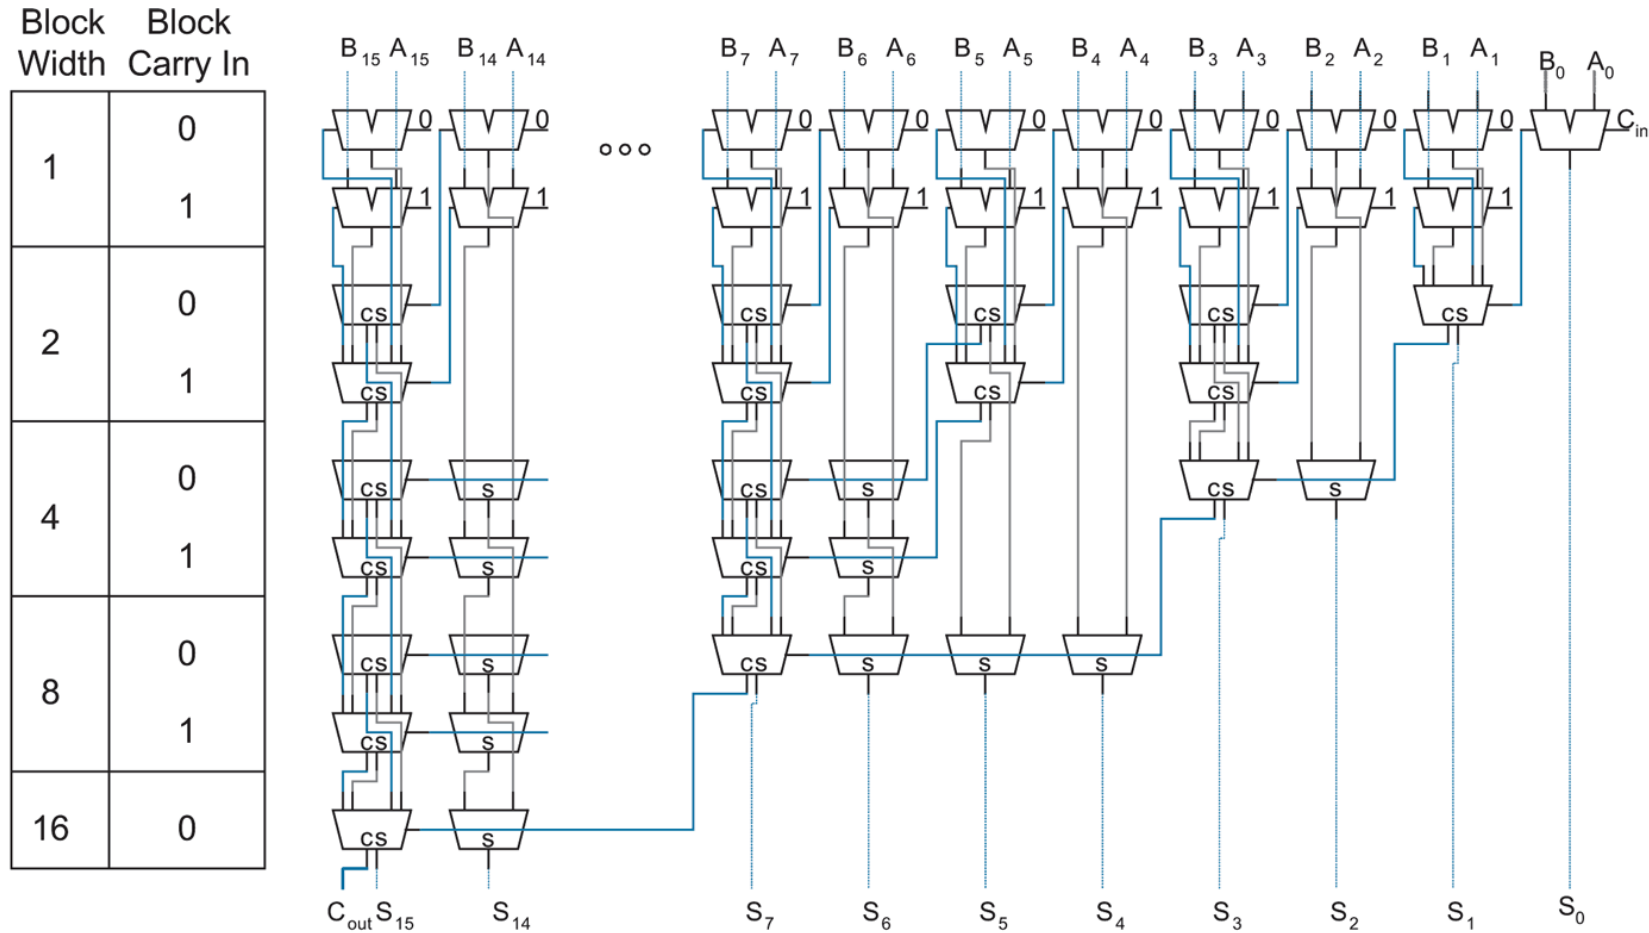 Block Width Block Carry In
B15 A15 B14 A14 B7 A7 B6 A6 B5 A5 B4 A4 B3 A3 B2 A2 B1 A1 B0 A0
0 0 0 0 0 0 0 0 0 0 Cin
1
0
1
1 1 1 1 1 1 1 1 1
2
0
CS CS CS CS CS
1
CS CS CS CS
4
0
CS S CS S CS S
1
CS S CS S
8
0
CS S CS S S S
1
CS S
16 0
CS S
Cout S15 S14 S7 S6 S5 S4 S3 S2 S1 S0